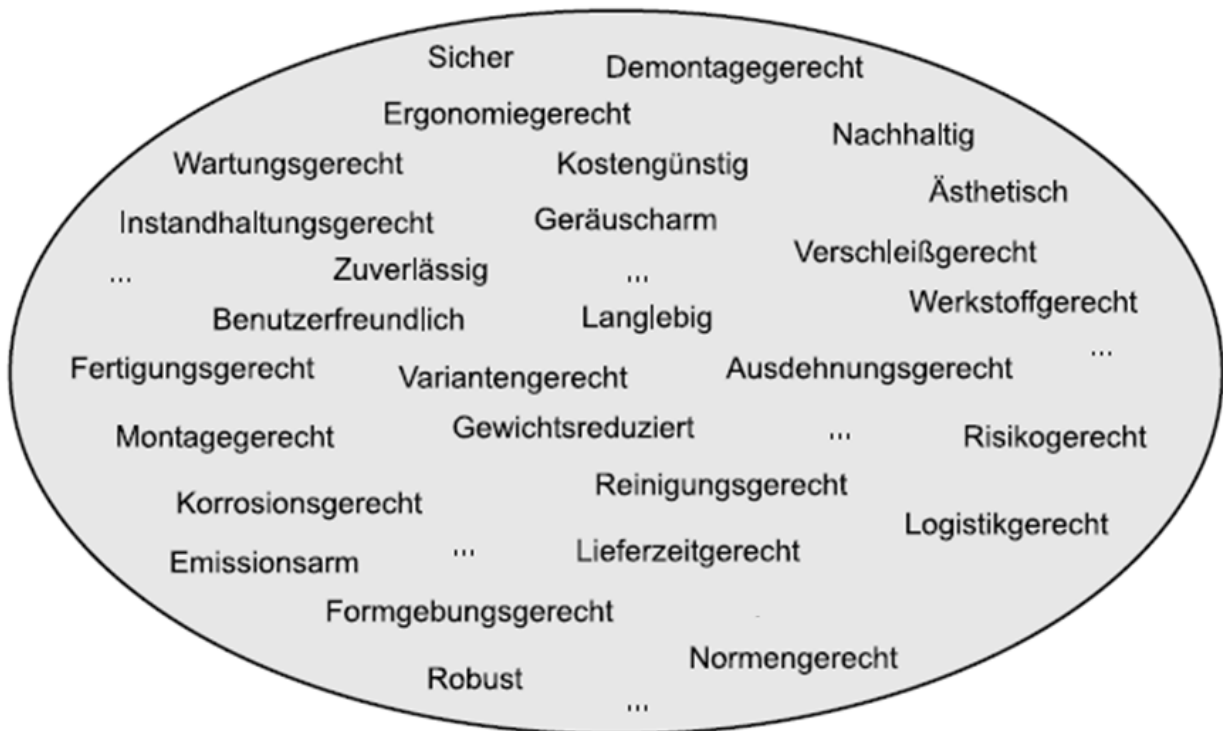 Sicher
Demontagegerecht
Ergonomiegerecht
Nachhaltig
Wartungsgerecht
Kostengünstig
Ästhetisch
Instandhaltungsgerecht
Geräuscharm
Verschleißgerecht
...
Zuverlässig
...
Werkstoffgerecht
Benutzerfreundlich
Langlebig
...
Fertigungsgerecht
Variantengerecht
Ausdehnungsgerecht
Montagegerecht
Gewichtsreduziert
...
Risikogerecht
Korrosionsgerecht
Reinigungsgerecht
Logistikgerecht
Emissionsarm
...
Lieferzeitgerecht
Formgebungsgerecht
Normengerecht
Robust
...